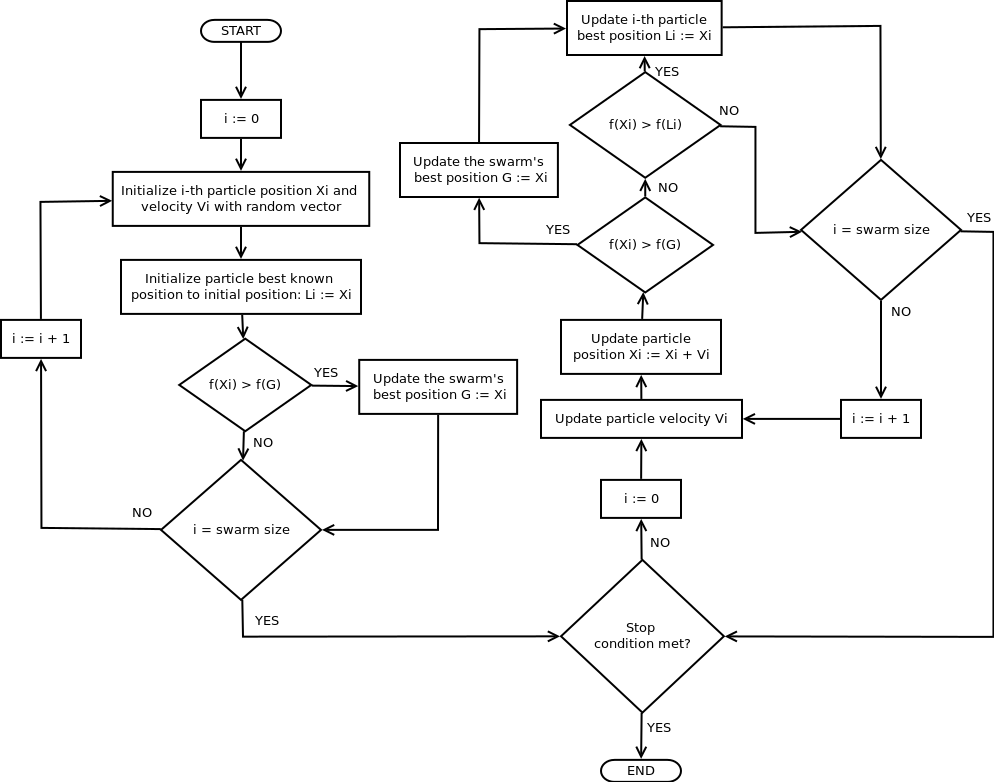 START
i := 0
Initialize i-th particle position Xi and
velocity Vi with random vector
Initialize particle best known
position to initial position: Li := Xi
i := i + 1
f(Xi) > f(G)
YES
Update the swarm's
best position G := Xi
NO
i = swarm size
NO
YES
Update i-th particle
best position Li := Xi
YES
f(Xi) > f(Li)
NO
Update the swarm's
best position G := Xi
NO
YES
f(Xi) > f(G)
i = swarm size
YES
NO
Update particle
position Xi := Xi + Vi
Update particle velocity Vi
i := i + 1
i := 0
NO
Stop
condition met?
YES
END